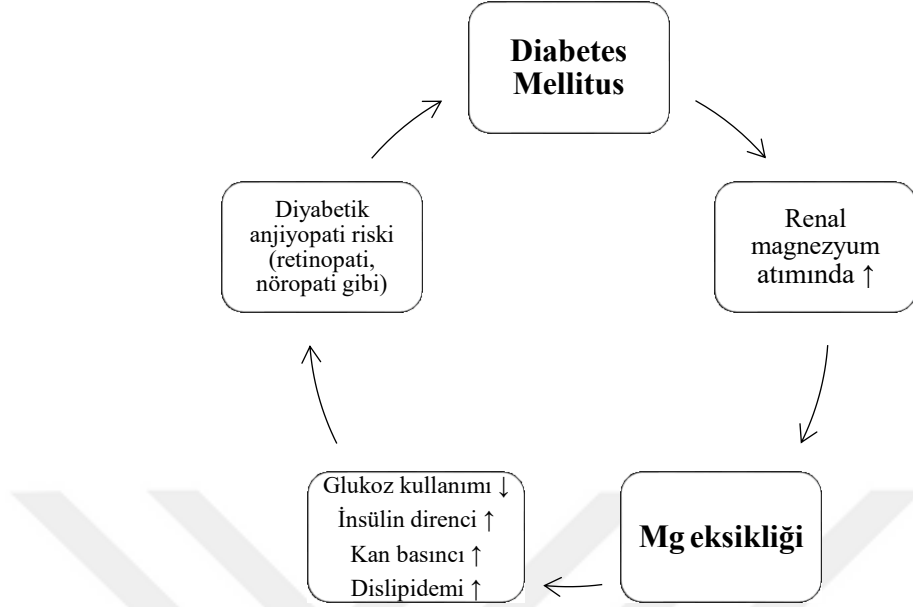 Diabetes
Mellitus
Renal
magnezyum
atımında ↑
Mg eksikliği
Glukoz kullanımı ↓
İnsülin direnci ↑
Kan basıncı ↑
Dislipidemi ↑
Diyabetik
anjiyopati riski
(retinopati,
nöropati gibi)